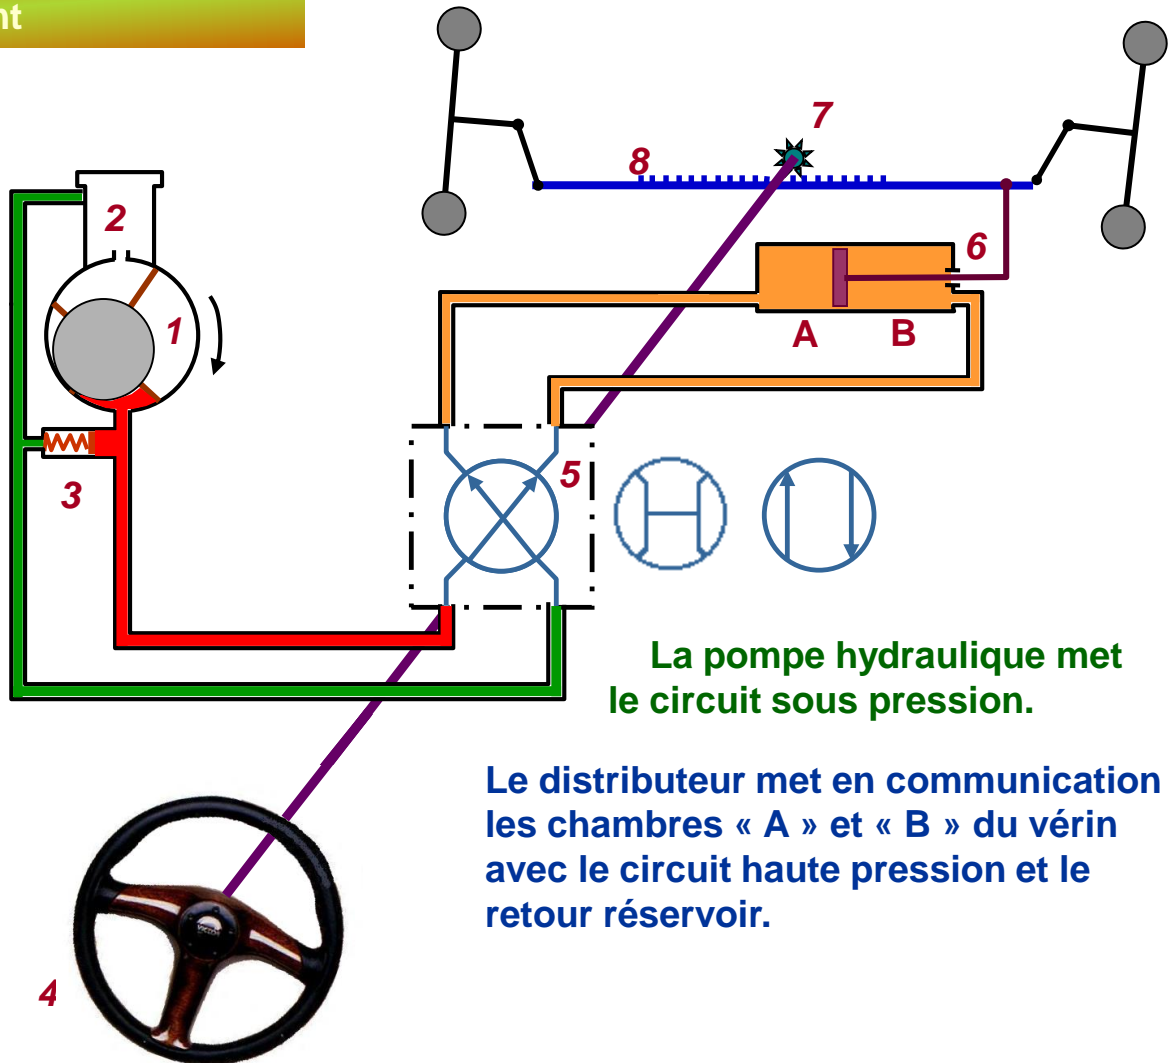 nt
7
8
2
6
1
A B
5
3
La pompe hydraulique met
le circuit sous pression.
Le distributeur met en communication
les chambres « A » et « B » du vérin
avec le circuit haute pression et le
retour réservoir.
4